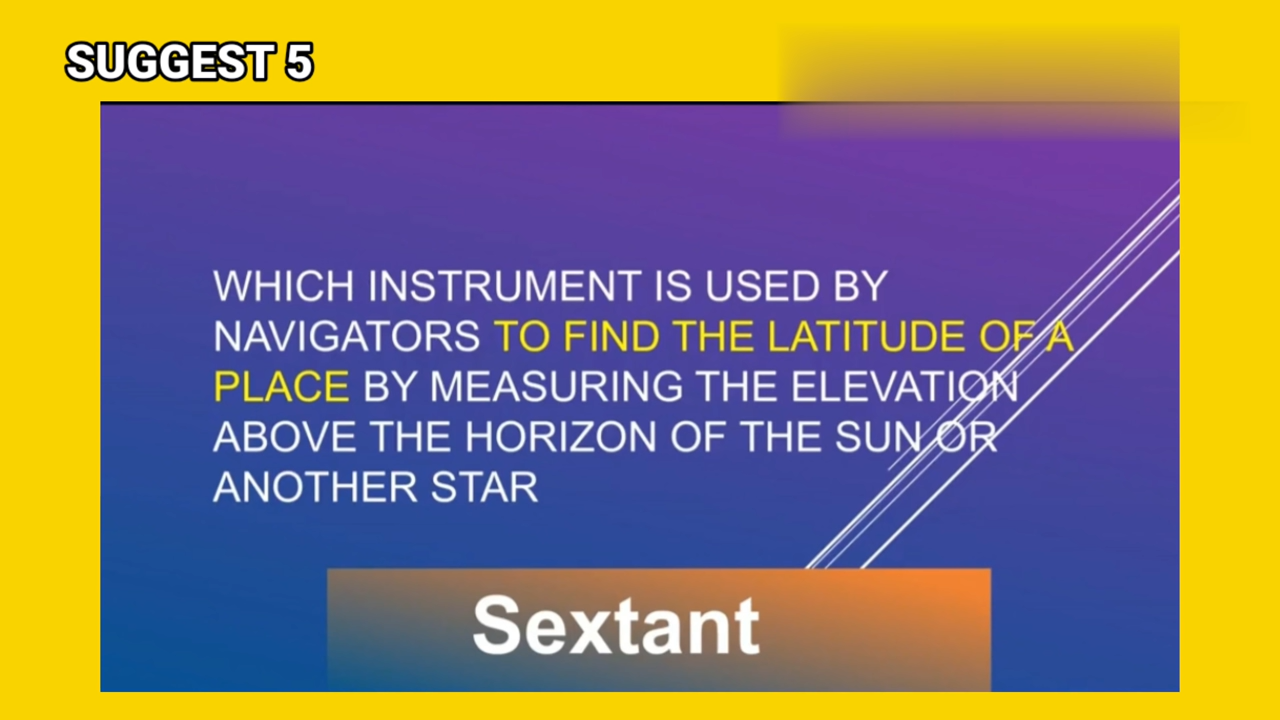 SUGGEST 5
WHICH INSTRUMENT IS USED BY
NAVIGATORS TO FIND THE LATITUDE OF A
PLACE BY MEASURING THE ELEVATION
ABOVE THE HORIZON OF THE SUN OR
ANOTHER STAR
Sextant